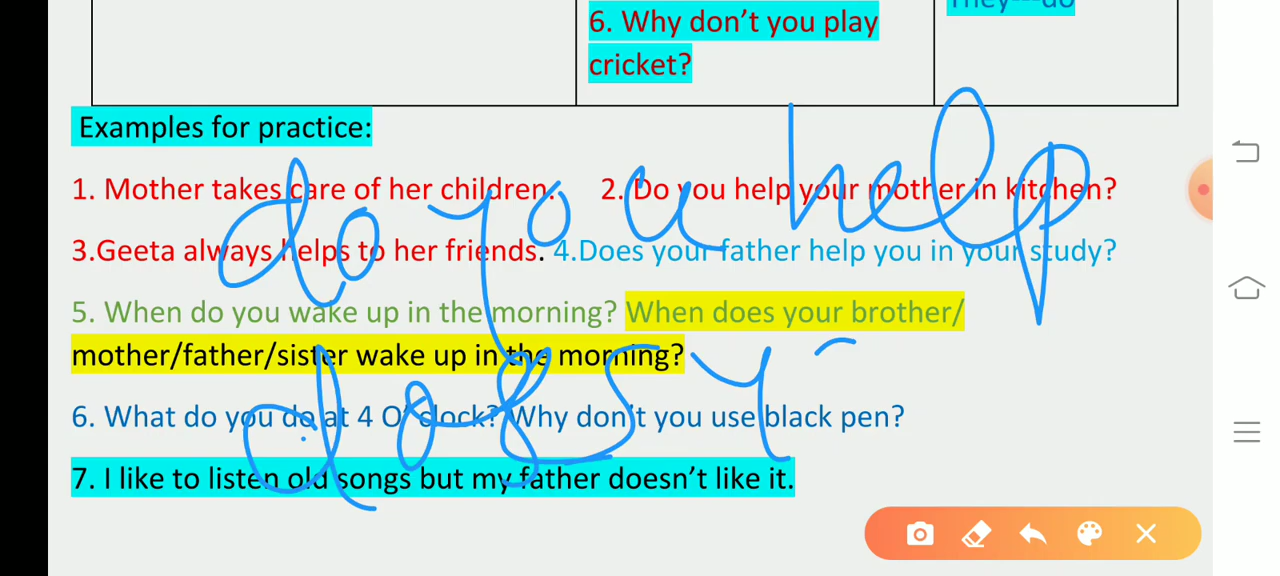 They---do
6. Why don't you play
cricket?
Examples for practice:
1. Mother takes care of her children. 2. Do you help your mother in kitchen?
3.Geeta always helps to her friends. 4.Does your father help you in your study?
5. When do you wake up in the morning? When does your brother/
mother/father/sister wake up in the morning?
6. What do you do at 4 O' clock? Why don't you use black pen?
7. I like to listen old songs but my father doesn't like it.
do you help
does y